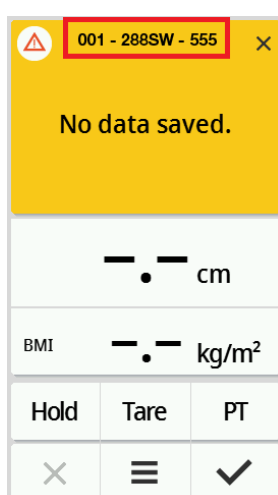 001 - 288SW - 555
No data saved.
–.– cm
BMI –.– kg/m²
Hold Tare PT